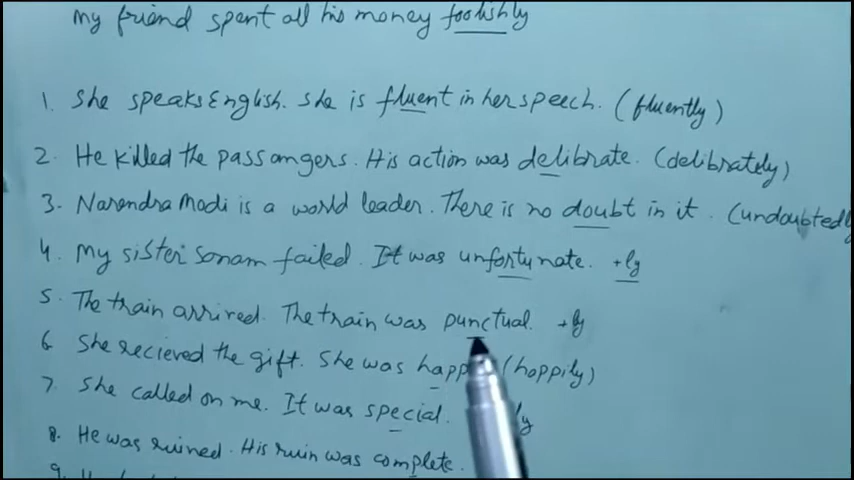 my friend spent all his money foolishly
1. She speaks English. She is fluent in her speech. (fluently)
2. He killed the passangers. His action was delibrate. (delibrately)
3. Narendra Modi is a world leader. There is no doubt in it. (undoubtedly
4. My sister Sonam failed. It was unfortunate. +ly
5. The train arrived. The train was punctual. +ly
6 She recieved the gift. She was happ (happily)
7. She called on me. It was special. ly
8. He was ruined. His ruin was complete.
9.